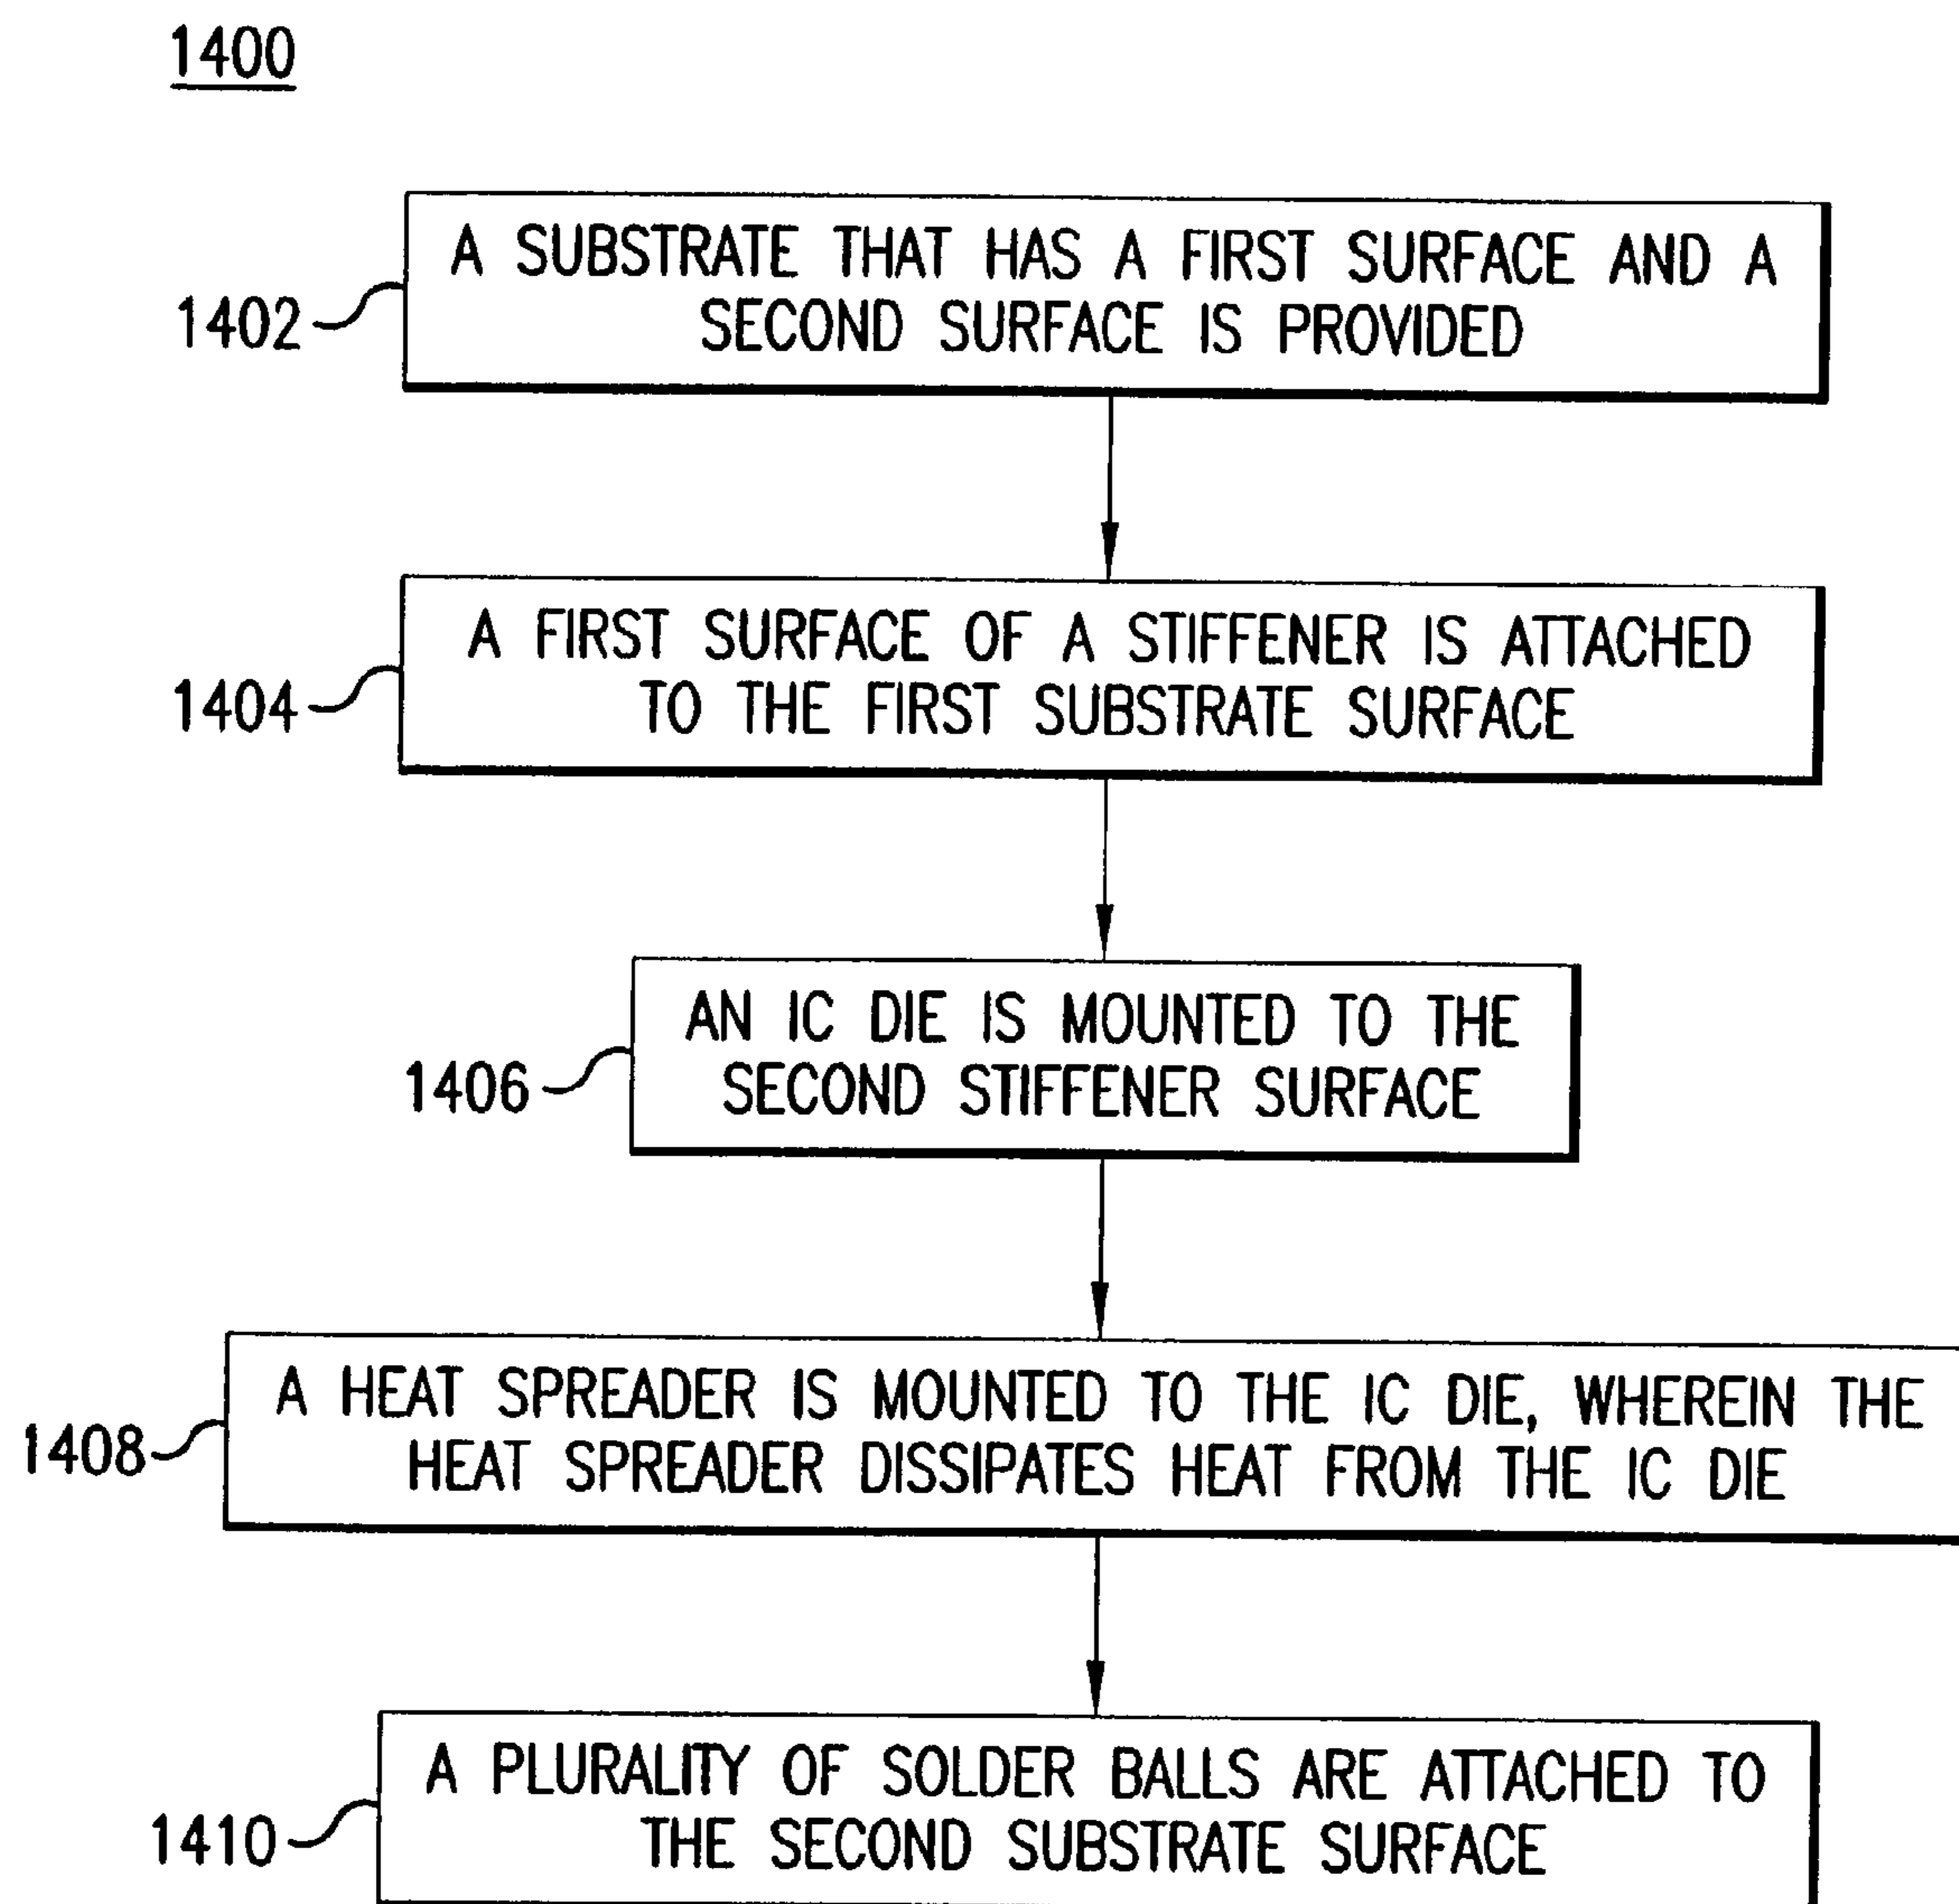 1400
A SUBSTRATE THAT HAS A FIRST SURFACE AND A
SECOND SURFACE IS PROVIDED
1402
A FIRST SURFACE OF A STIFFENER IS ATTACHED
TO THE FIRST SUBSTRATE SURFACE
1404
AN IC DIE IS MOUNTED TO THE
SECOND STIFFENER SURFACE
1406
A HEAT SPREADER IS MOUNTED TO THE IC DIE, WHEREIN THE
HEAT SPREADER DISSIPATES HEAT FROM THE IC DIE
1408
A PLURALITY OF SOLDER BALLS ARE ATTACHED TO
THE SECOND SUBSTRATE SURFACE
1410